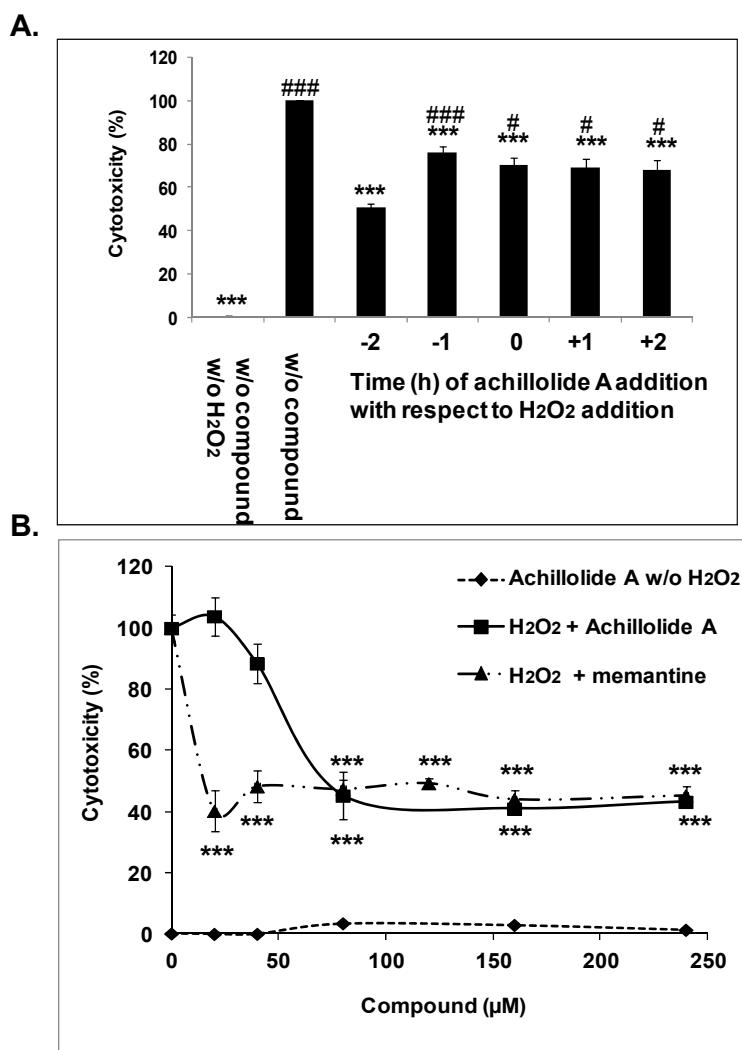 A.
120
100
80
60
40
20
0
Cytotoxicity (%)
***
###
***
###
***
#
***
#
***
#
***
-2 -1 0 +1 +2
w/o compound
w/o H2O2
w/o compound
Time (h) of achillolide A addition
with respect to H2O2 addition
B.
120
100
80
60
40
20
0
Cytotoxicity (%)
Achillolide A w/o H2O2
H2O2 + Achillolide A
H2O2 + memantine
*** *** *** ***
*** *** *** *** ***
0 50 100 150 200 250
Compound (µM)